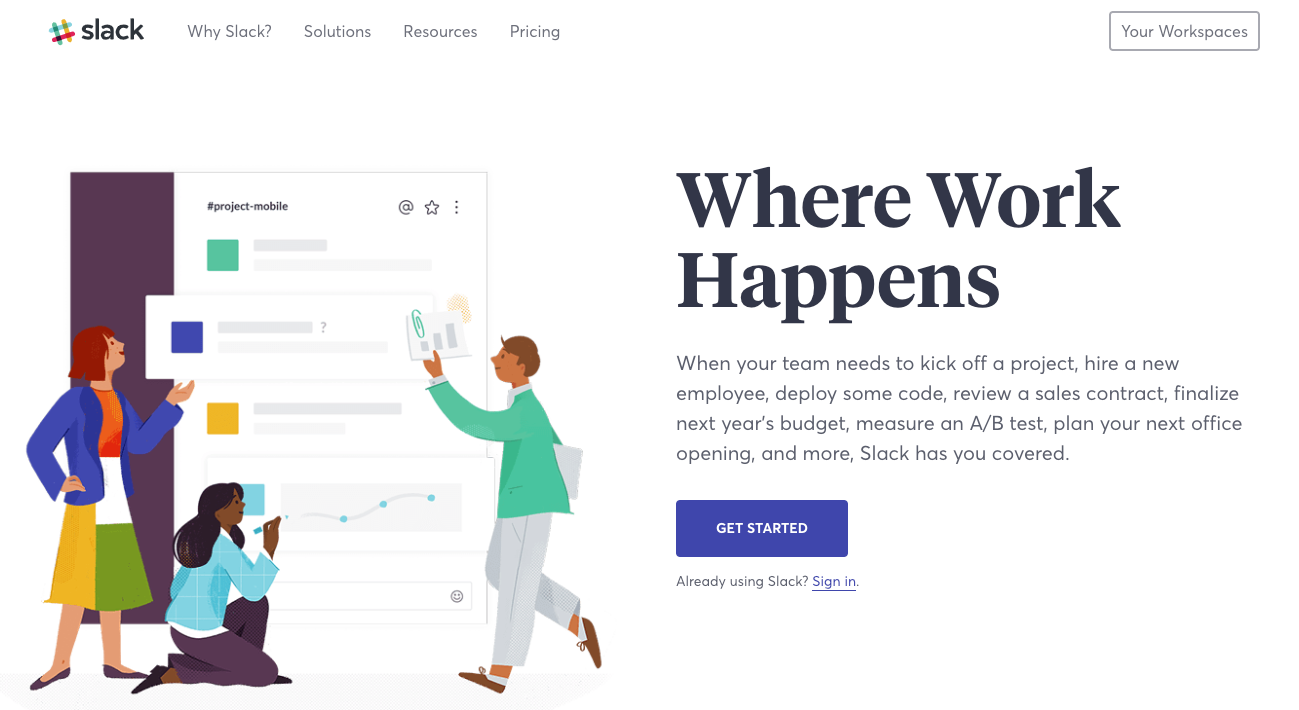 slack
Why Slack?
Solutions
Resources
Pricing
Your Workspaces
#project-mobile
?
Where Work
Happens
When your team needs to kick off a project, hire a new
employee, deploy some code, review a sales contract, finalize
next year’s budget, measure an A/B test, plan your next office
opening, and more, Slack has you covered.
GET STARTED
Already using Slack? Sign in.